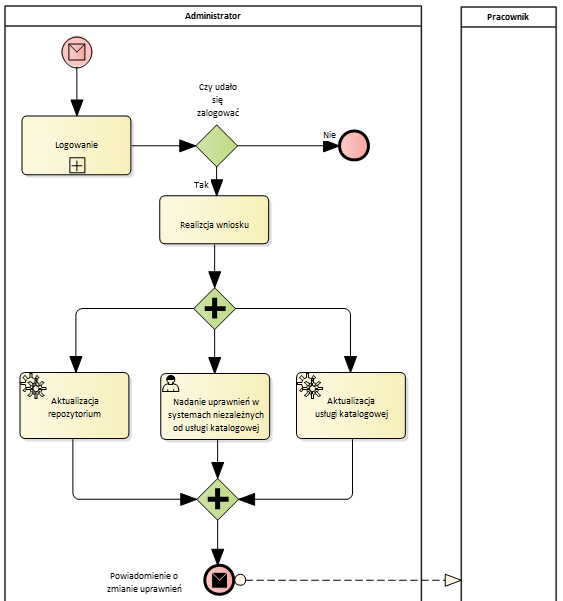 Administrator
Pracownik
Czy udało
się
zalogować
Logowanie
Nie
Tak
Realizcja wniosku
Aktualizacja
repozytorium
Nadanie uprawnień w
systemach niezależnych
od usługi katalogowej
Aktualizacja
usługi katalogowej
Powiadomienie o
zmianie uprawnień